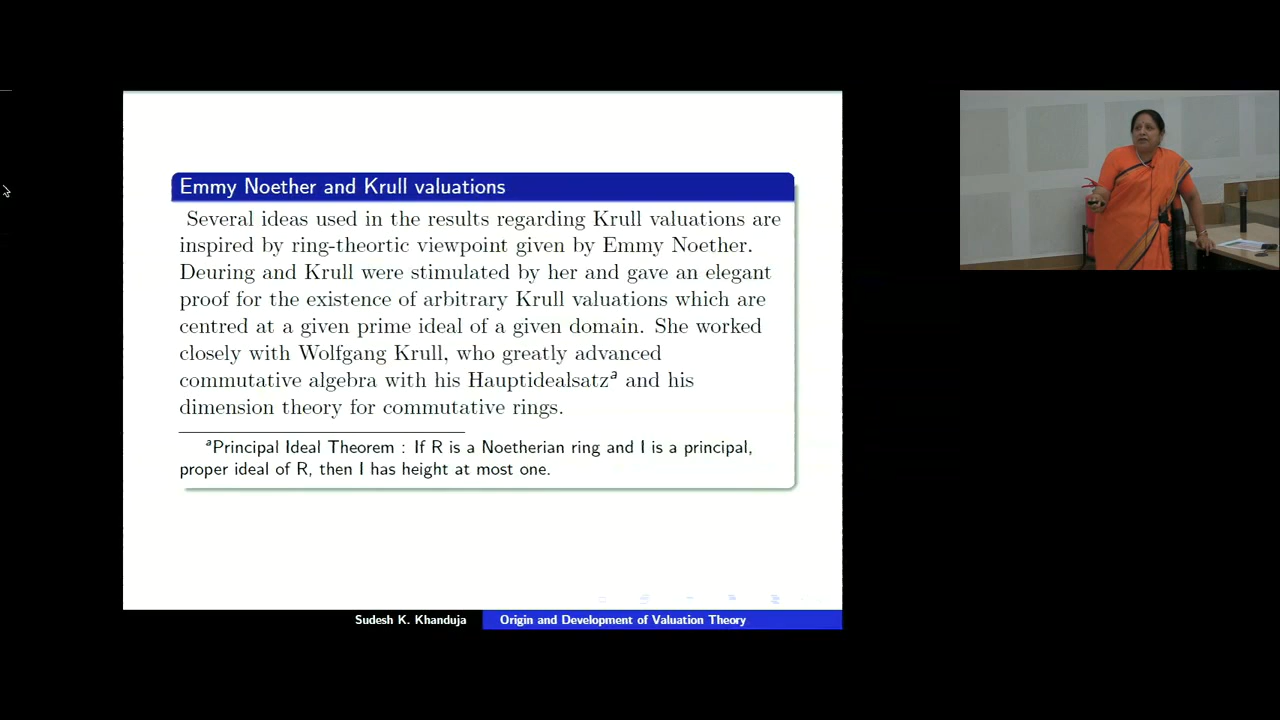 Emmy Noether and Krull valuations
Several ideas used in the results regarding Krull valuations are
inspired by ring-theortic viewpoint given by Emmy Noether.
Deuring and Krull were stimulated by her and gave an elegant
proof for the existence of arbitrary Krull valuations which are
centred at a given prime ideal of a given domain. She worked
closely with Wolfgang Krull, who greatly advanced
commutative algebra with his Hauptidealsatzᵃ and his
dimension theory for commutative rings.
ᵃPrincipal Ideal Theorem : If R is a Noetherian ring and I is a principal,
proper ideal of R, then I has height at most one.
Sudesh K. Khanduja Origin and Development of Valuation Theory